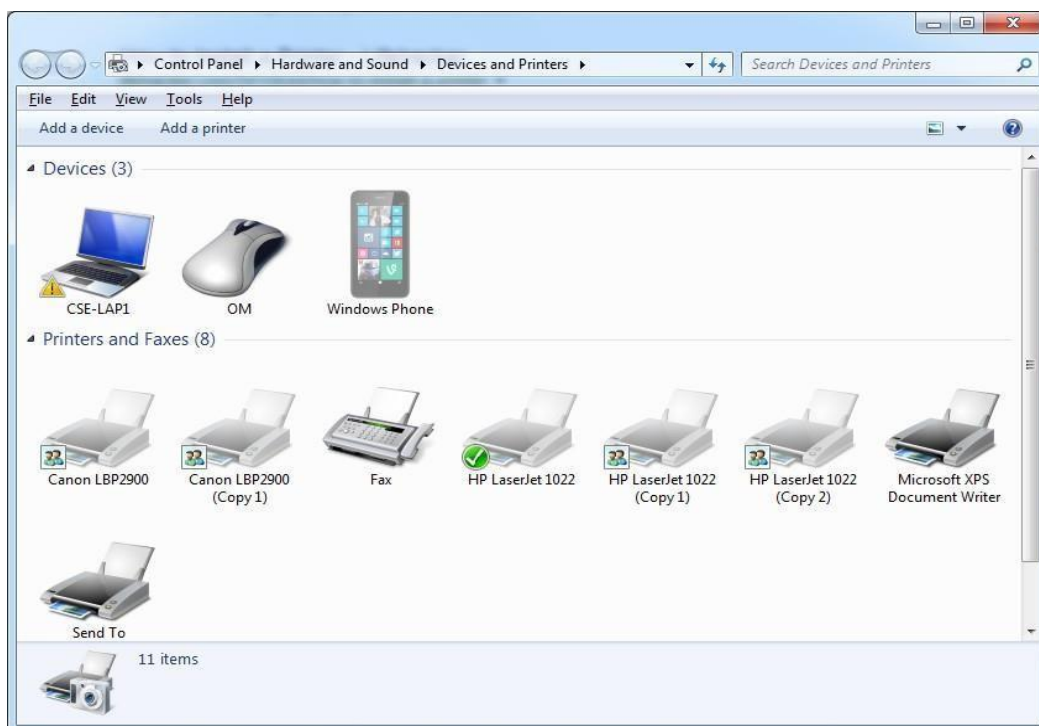 Control Panel Hardware and Sound Devices and Printers Search Devices and Printers
File Edit View Tools Help
Add a device Add a printer
Devices (3)
CSE-LAP1 OM Windows Phone
Printers and Faxes (8)
Canon LBP2900 Canon LBP2900 Fax HP LaserJet 1022 HP LaserJet 1022 HP LaserJet 1022 Microsoft XPS
(Copy 1) (Copy 1) (Copy 2) Document Writer
Send To
11 items